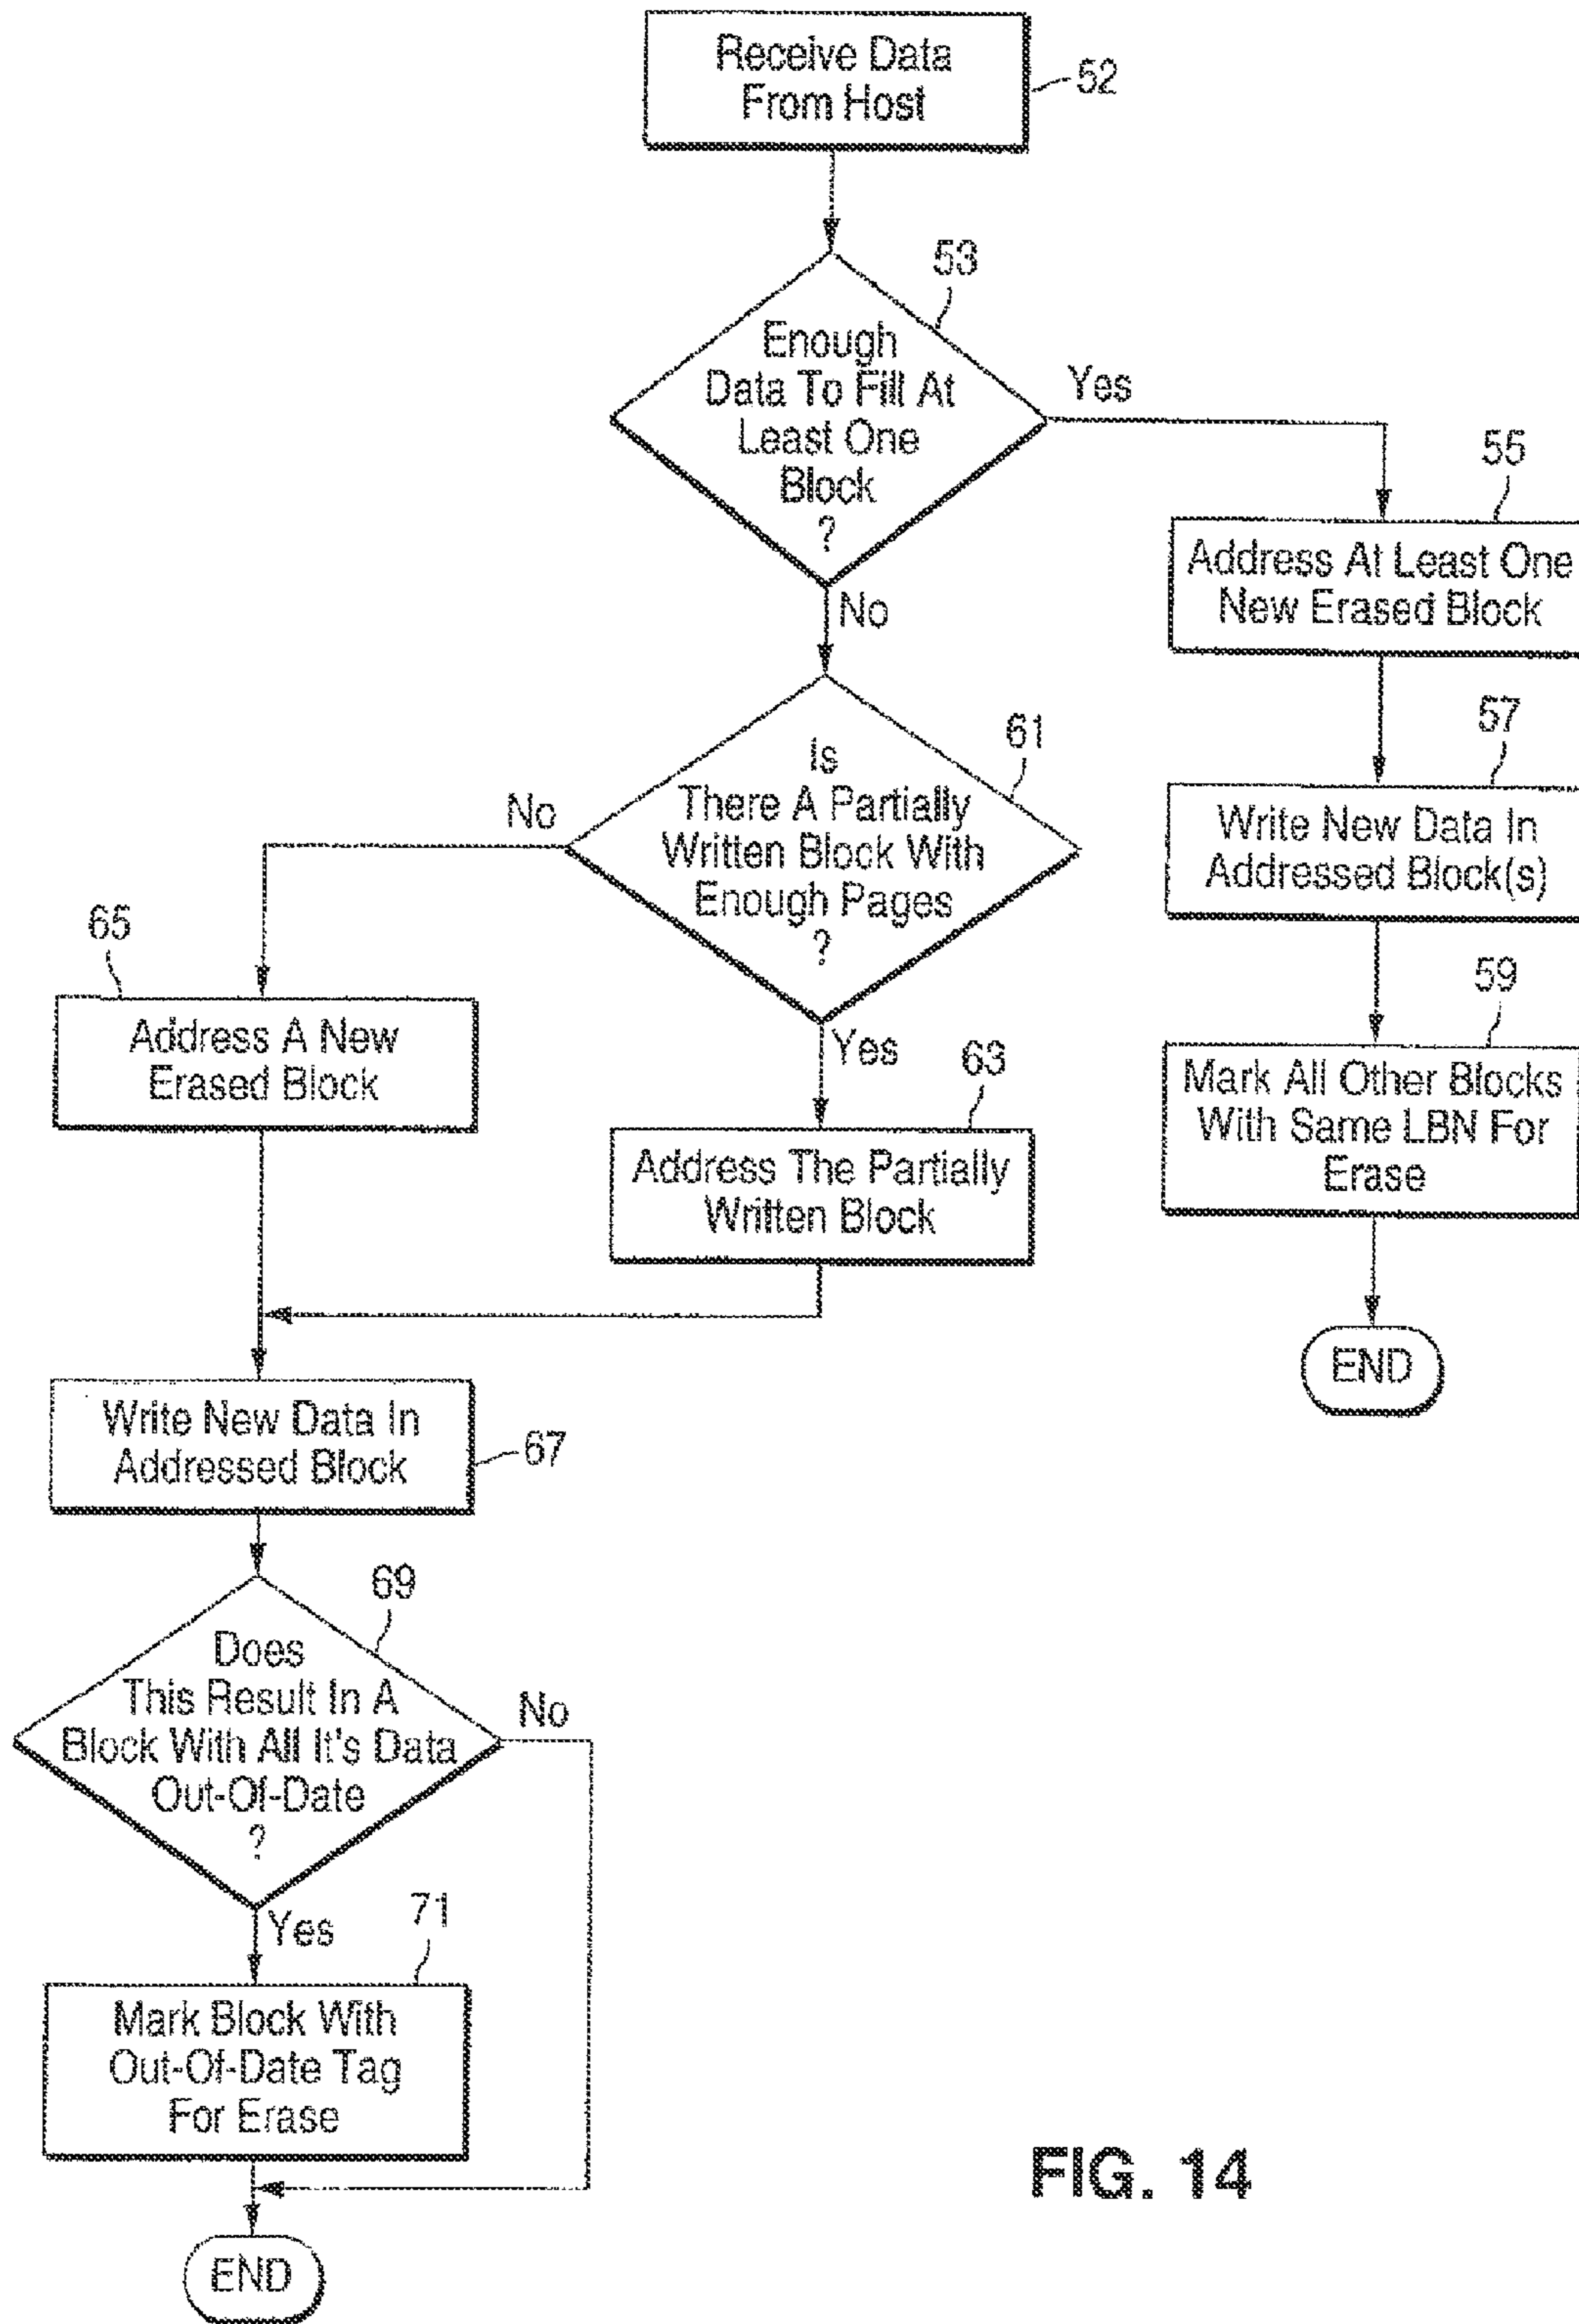 Receive Data
From Host
52
53
Enough
Data To Fill At
Least One
Block
?
Yes
No
55
Address At Least One
New Erased Block
57
Write New Data In
Addressed Block(s)
59
Mark All Other Blocks
With Same LBN For
Erase
END
61
Is
There A Partially
Written Block With
Enough Pages
?
No
Yes
65
Address A New
Erased Block
63
Address The Partially
Written Block
Write New Data In
Addressed Block
67
69
Does
This Result In A
Block With All It's Data
Out-Of-Date
?
No
Yes
71
Mark Block With
Out-Of-Date Tag
For Erase
END
FIG. 14